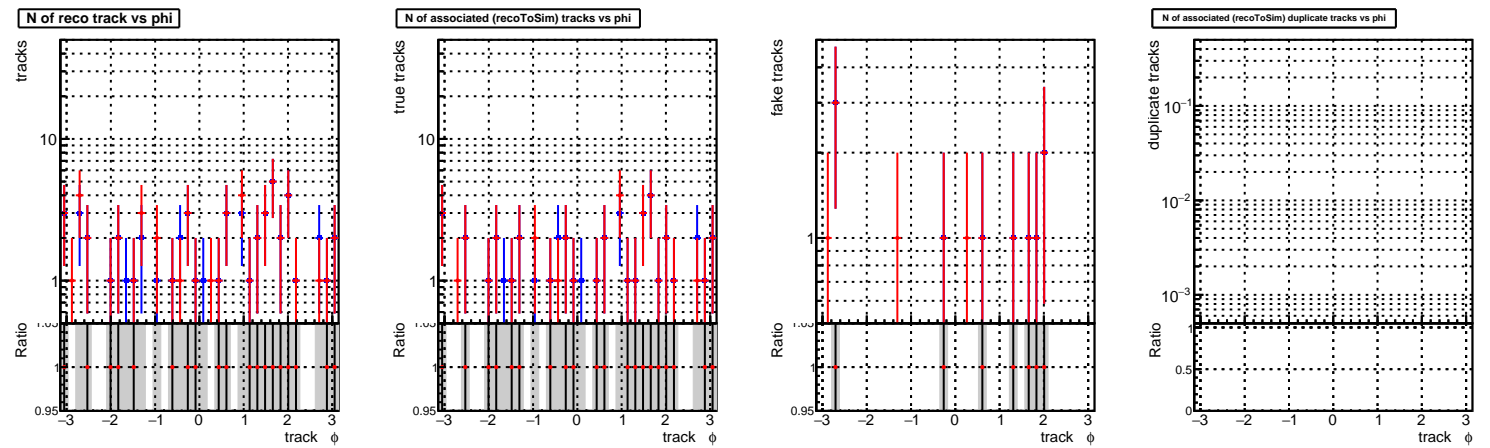 N of reco track vs phi
tracks
10
1
Ratio
1.05
1
0.95
−3 −2 −1 0 1 2 3
track ϕ
N of associated (recoToSim) tracks vs phi
true tracks
10
1
Ratio
1.05
1
0.95
−3 −2 −1 0 1 2 3
track ϕ
fake tracks
1
Ratio
1.05
1
0.95
−3 −2 −1 0 1 2 3
track ϕ
N of associated (recoToSim) duplicate tracks vs phi
duplicate tracks
10−1
10−2
10−3
Ratio
1
0.5
0
−3 −2 −1 0 1 2 3
track ϕ